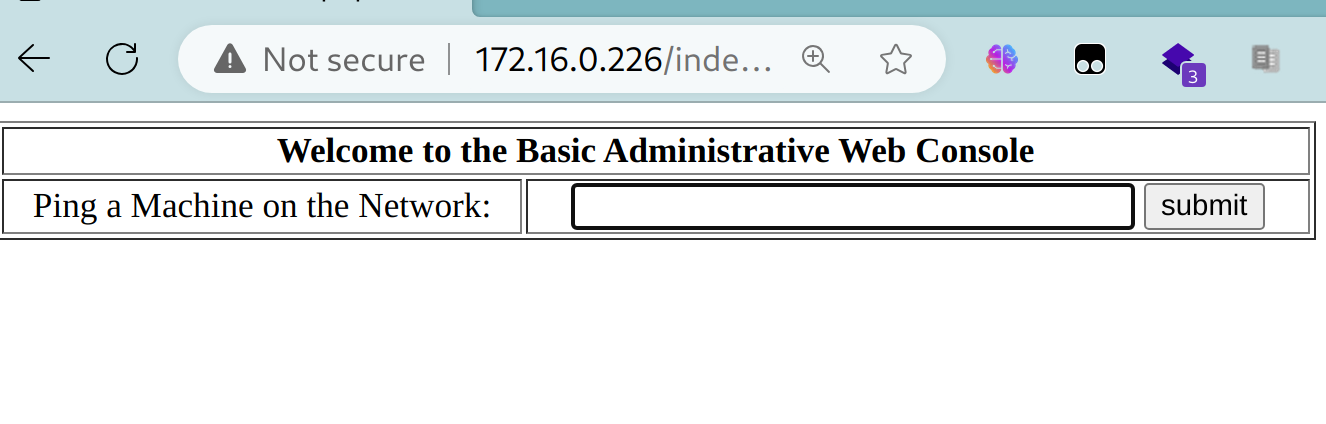 Not secure 172.16.0.226/inde...
3
Welcome to the Basic Administrative Web Console
Ping a Machine on the Network: submit